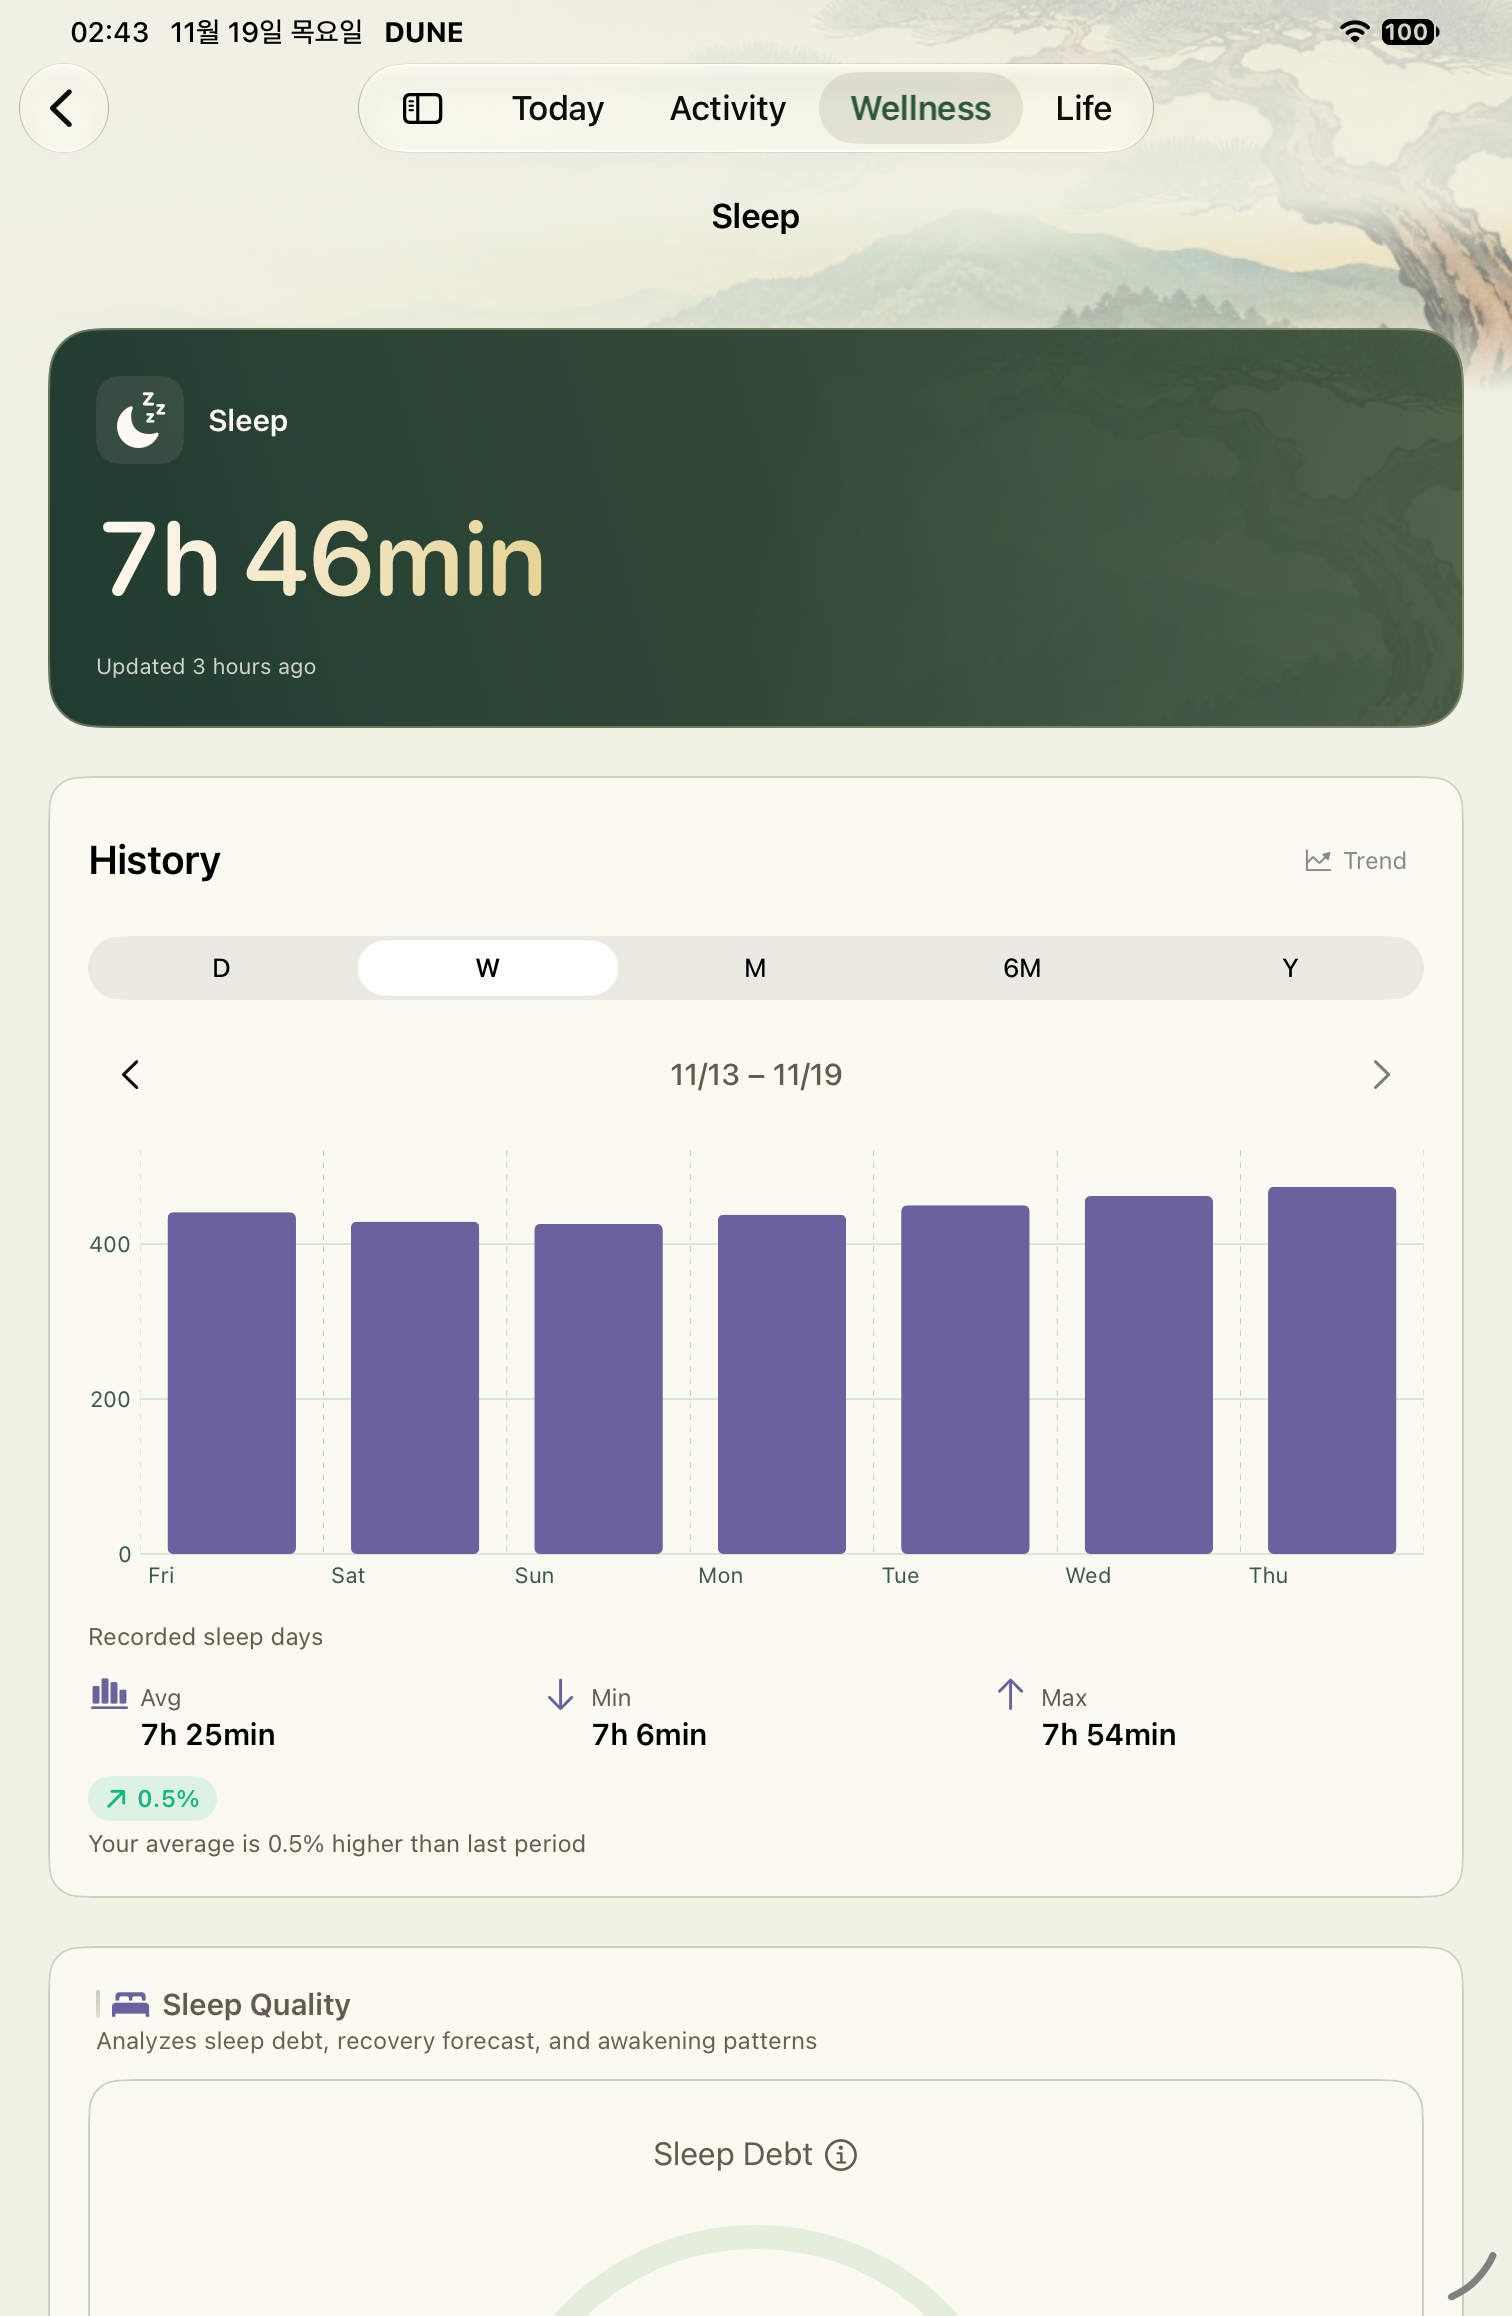 02:43 11월 19일 목요일 DUNE 100
Today Activity Wellness Life
Sleep
z z z
Sleep
7h 46min
Updated 3 hours ago
History
Trend
D W M 6M Y
11/13 – 11/19
400
200
0
Fri Sat Sun Mon Tue Wed Thu
Recorded sleep days
Avg Min Max
7h 25min 7h 6min 7h 54min
0.5%
Your average is 0.5% higher than last period
Sleep Quality
Analyzes sleep debt, recovery forecast, and awakening patterns
Sleep Debt